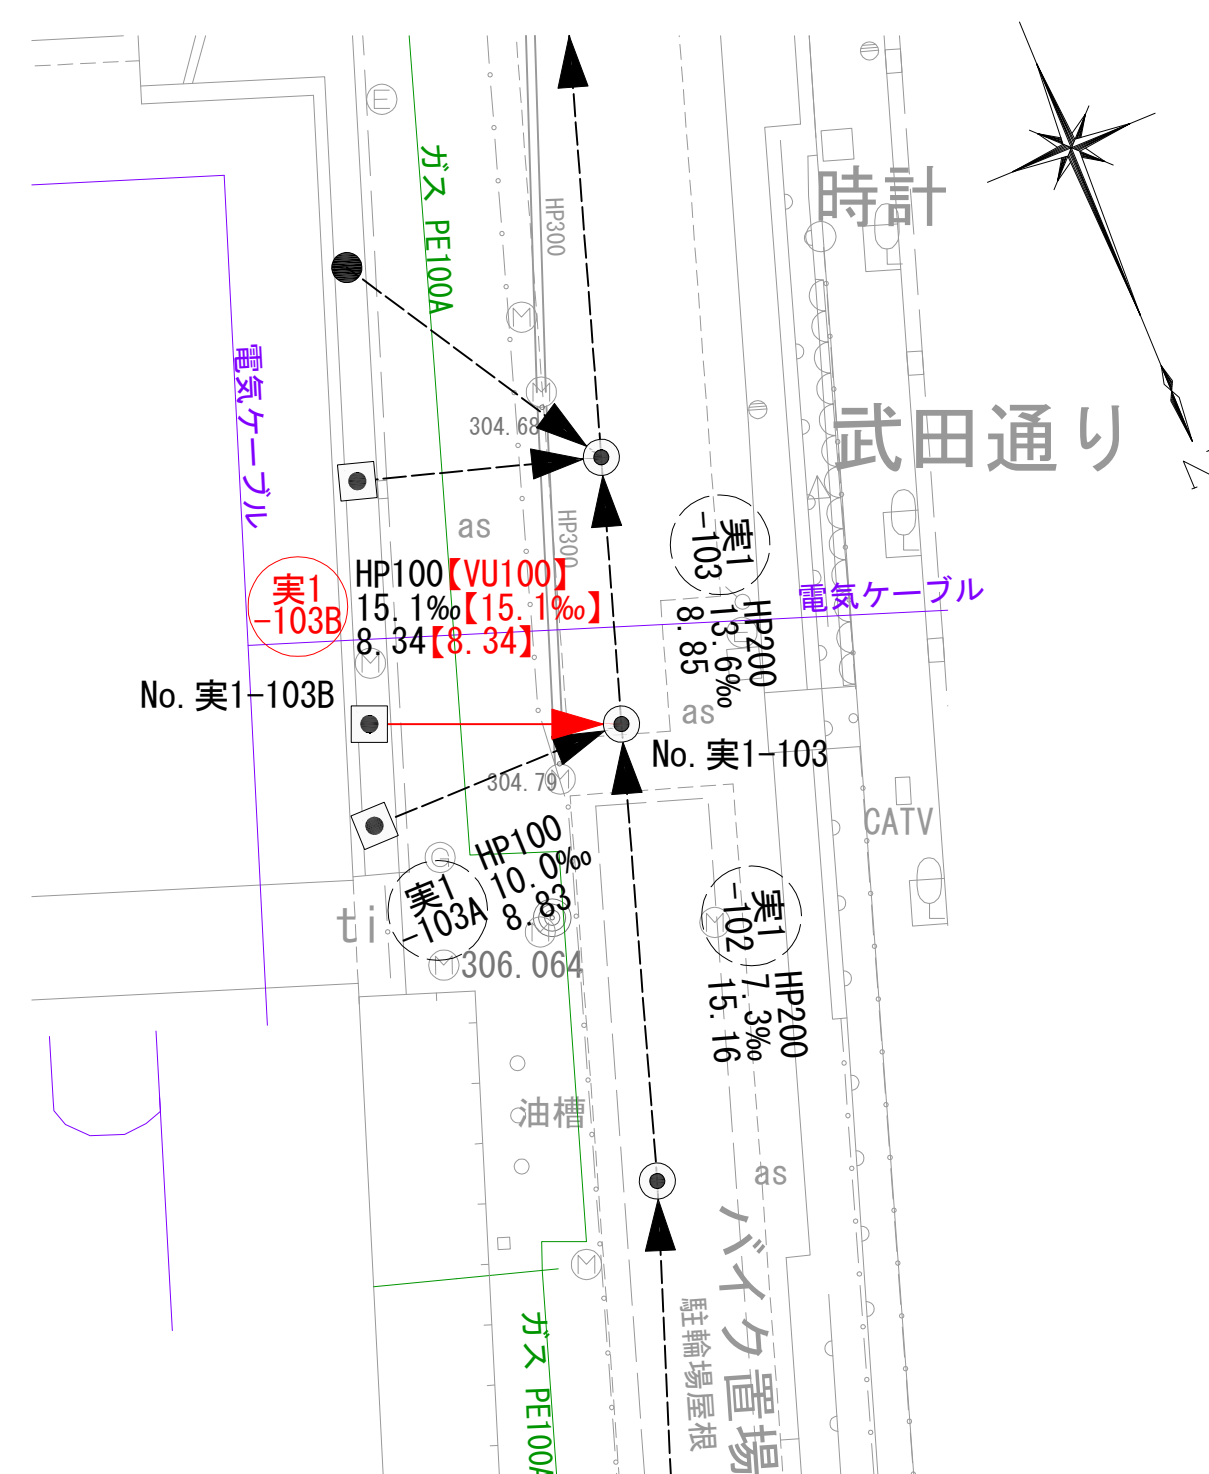 E
ガス PE100A
HP300
時計
M
M
電気ケーブル
304.68
武田通り
N
as
HP300
実1
-103
HP200
13.6‰
8.85
実1
-103B
HP100【VU100】
15.1‰【15.1‰】
8.34【8.34】
電気ケーブル
M
No.実1-103B
as
No.実1-103
304.79
M
CATV
HP100
10.0‰
8.83
G
実1
-103A
ti
M
M
306.064
M
実1
-102
HP200
7.3‰
15.16
油槽
as
M
バイク置場
駐輪場屋根
ガス PE100A